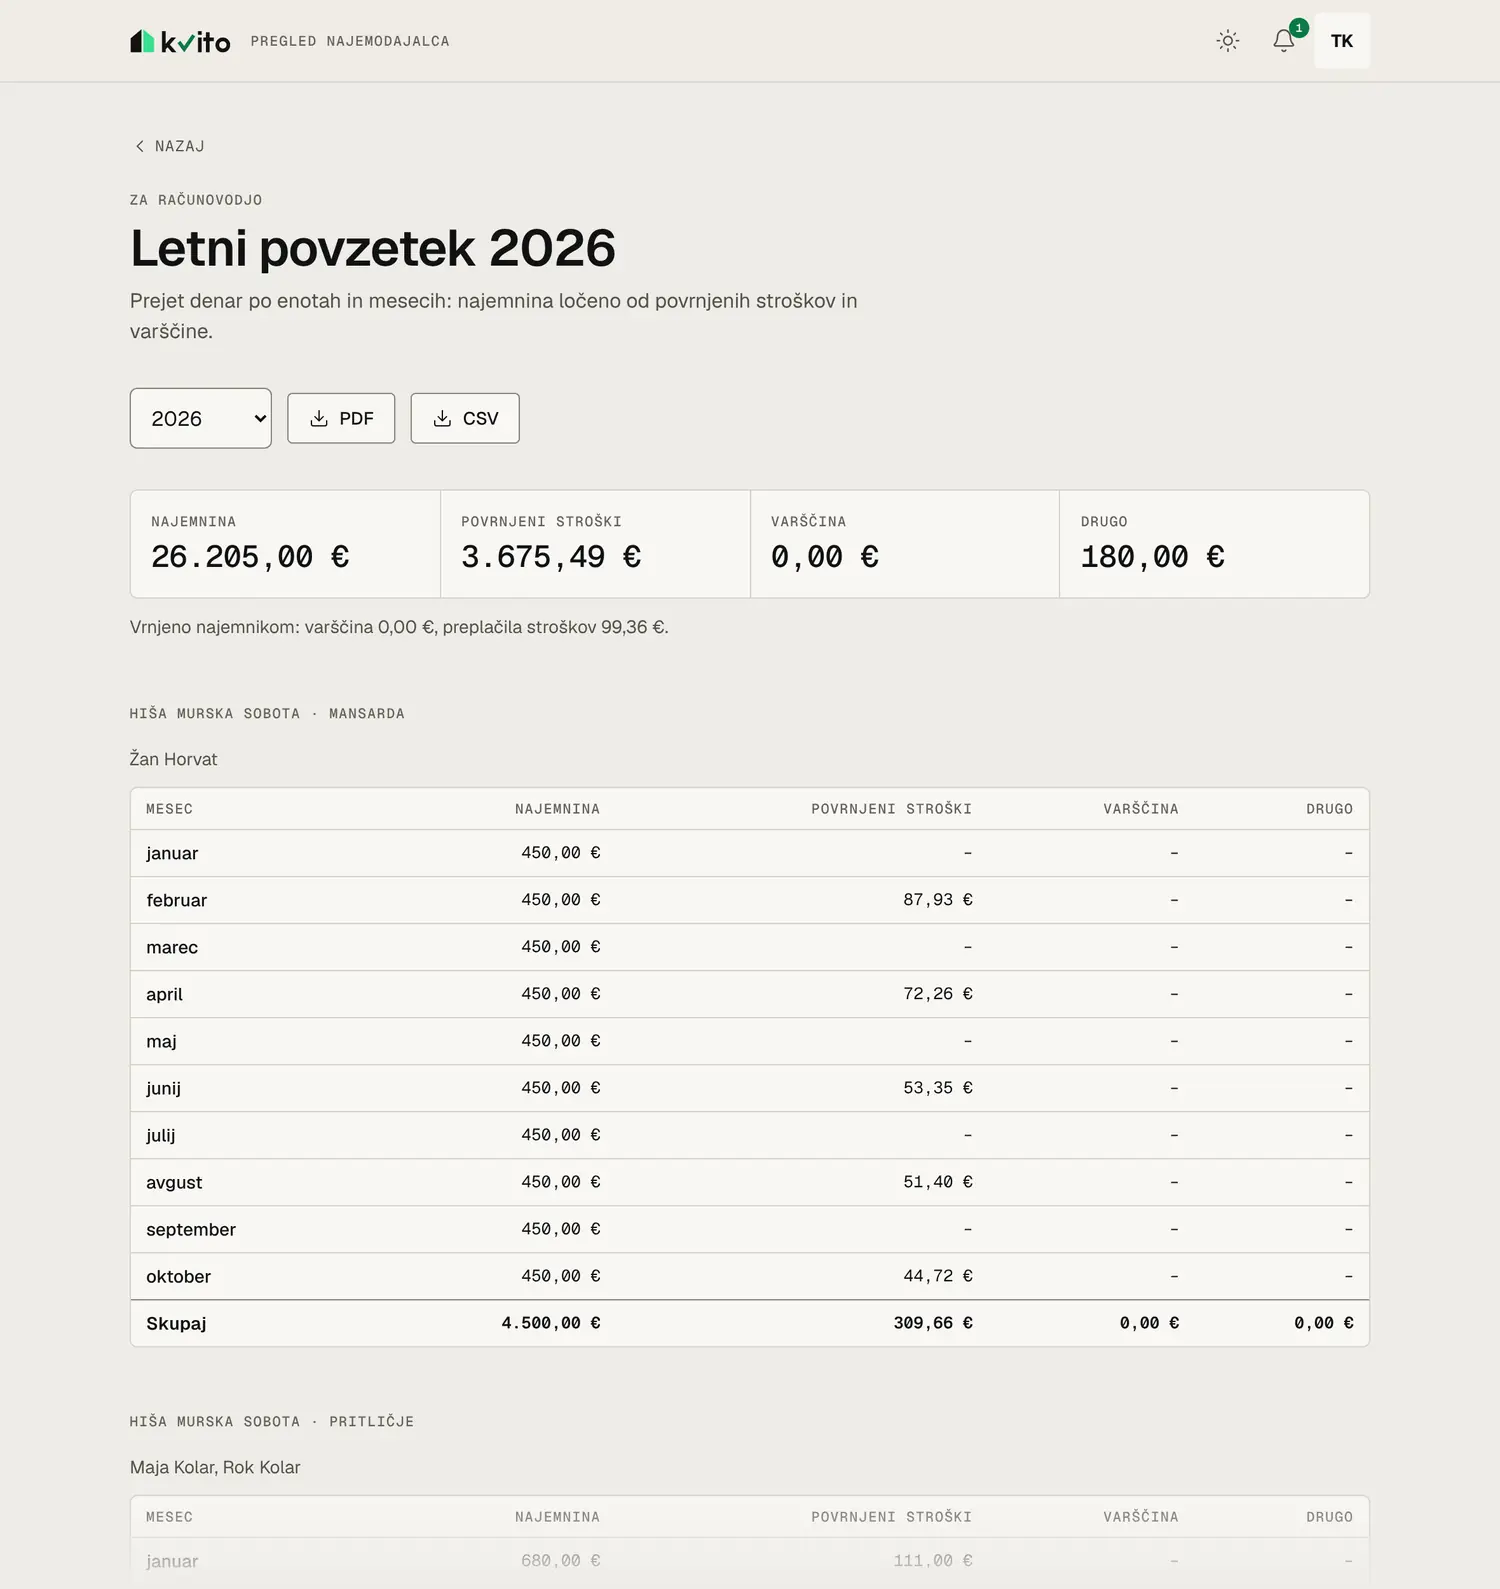 kvito PREGLED NAJEMODAJALCA 1 TK
NAZAJ
ZA RAČUNOVODJO
Letni povzetek 2026
Prejet denar po enotah in mesecih: najemnina ločeno od povrnjenih stroškov in
varščine.
2026 PDF CSV
NAJEMNINA POVRNJENI STROŠKI VARŠČINA DRUGO
26.205,00 € 3.675,49 € 0,00 € 180,00 €
Vrnjeno najemnikom: varščina 0,00 €, preplačila stroškov 99,36 €.
HIŠA MURSKA SOBOTA · MANSARDA
Žan Horvat
MESEC NAJEMNINA POVRNJENI STROŠKI VARŠČINA DRUGO
januar 450,00 € – – –
februar 450,00 € 87,93 € – –
marec 450,00 € – – –
april 450,00 € 72,26 € – –
maj 450,00 € – – –
junij 450,00 € 53,35 € – –
julij 450,00 € – – –
avgust 450,00 € 51,40 € – –
september 450,00 € – – –
oktober 450,00 € 44,72 € – –
Skupaj 4.500,00 € 309,66 € 0,00 € 0,00 €
HIŠA MURSKA SOBOTA · PRITLIČJE
Maja Kolar, Rok Kolar
MESEC NAJEMNINA POVRNJENI STROŠKI VARŠČINA DRUGO
januar 680,00 € 111,00 € – –